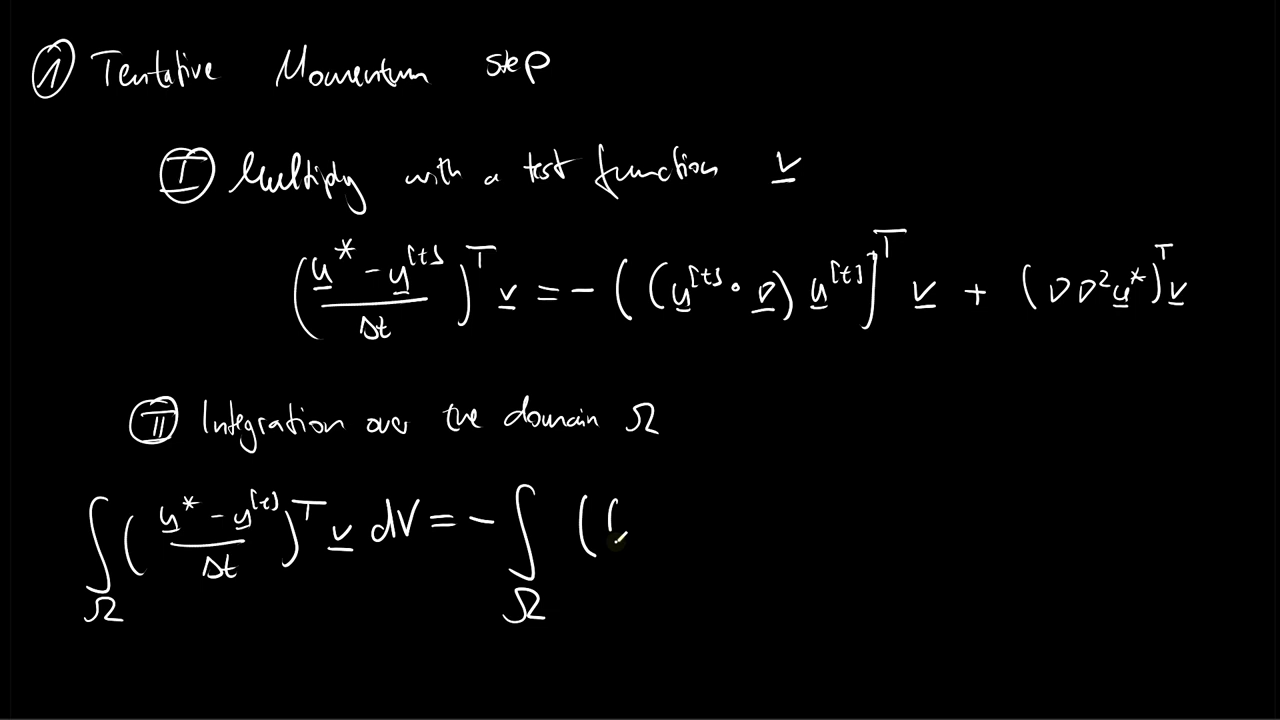 ① Tentative Momentum step
Ⓘ Multiply with a test function v
((u* - u^[t])/Δt)^T v = - ((u^[t] · ∇) u^[t])^T v + (ν∇²u*)^T v
Ⅱ Integration over the domain Ω
∫_Ω ((u* - u^[t])/Δt)^T v dV = - ∫_Ω ((